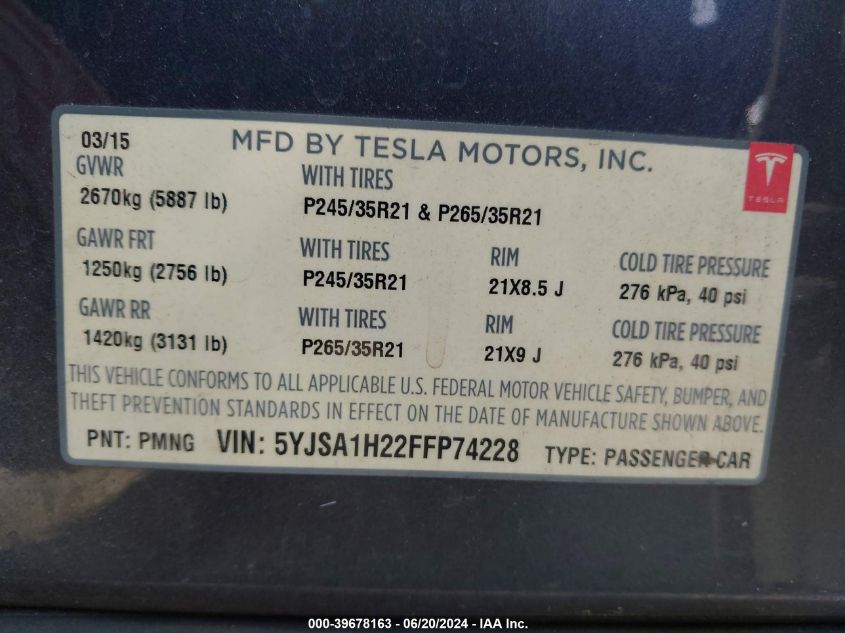 03/15 MFD BY TESLA MOTORS, INC.
TESLA
GVWR WITH TIRES
2670kg (5887 lb) P245/35R21 & P265/35R21
GAWR FRT WITH TIRES RIM COLD TIRE PRESSURE
1250kg (2756 lb) P245/35R21 21X8.5 J 276 kPa, 40 psi
GAWR RR WITH TIRES RIM COLD TIRE PRESSURE
1420kg (3131 lb) P265/35R21 21X9 J 276 kPa, 40 psi
THIS VEHICLE CONFORMS TO ALL APPLICABLE U.S. FEDERAL MOTOR VEHICLE SAFETY, BUMPER, AND
THEFT PREVENTION STANDARDS IN EFFECT ON THE DATE OF MANUFACTURE SHOWN ABOVE.
PNT: PMNG VIN: 5YJSA1H22FFP74228 TYPE: PASSENGER CAR
000-39678163 - 06/20/2024 - IAA Inc.